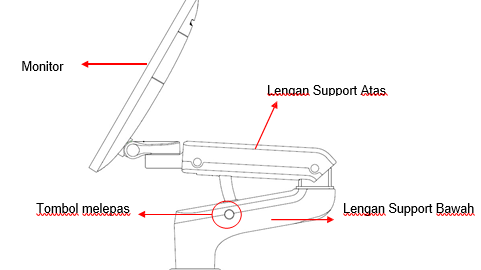 Monitor
Lengan Support Atas
Tombol melepas
Lengan Support Bawah